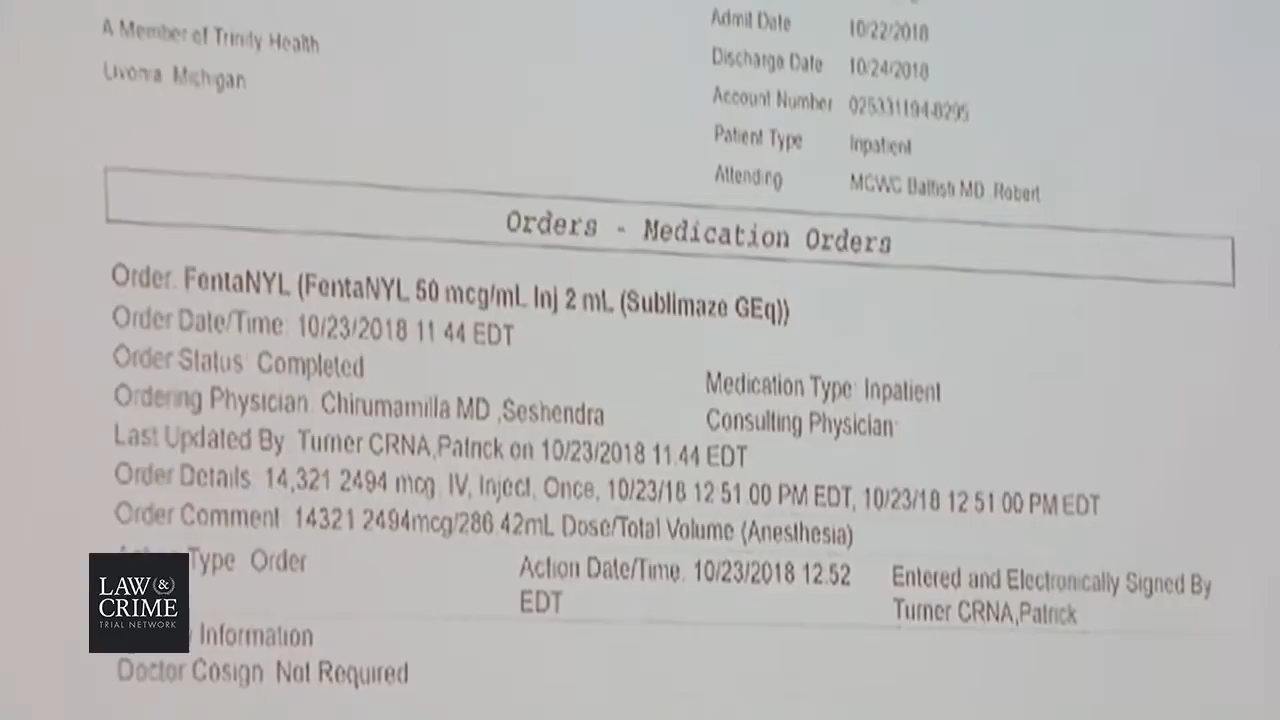 A Member of Trinity Health
Livonia Michigan
Admit Date 10/22/2018
Discharge Date 10/24/2018
Account Number 025331194-8295
Patient Type Inpatient
Attending MCWC Balfish MD Robert
Orders - Medication Orders
Order: FentaNYL (FentaNYL 50 mcg/mL Inj 2 mL (Sublimaze GEq))
Order Date/Time: 10/23/2018 11 44 EDT
Order Status: Completed
Medication Type: Inpatient
Ordering Physician: Chirumamilla MD ,Seshendra
Consulting Physician:
Last Updated By Turner CRNA,Patrick on 10/23/2018 11.44 EDT
Order Details: 14,321 2494 mcg, IV, Inject, Once, 10/23/18 12 51 00 PM EDT, 10/23/18 12 51 00 PM EDT
Order Comment 14321 2494mcg/286.42mL Dose/Total Volume (Anesthesia)
Type Order
Action Date/Time: 10/23/2018 12.52
EDT
Entered and Electronically Signed By
Turner CRNA,Patrick
Information
Doctor Cosign Not Required
LAW &
CRIME
TRIAL NETWORK